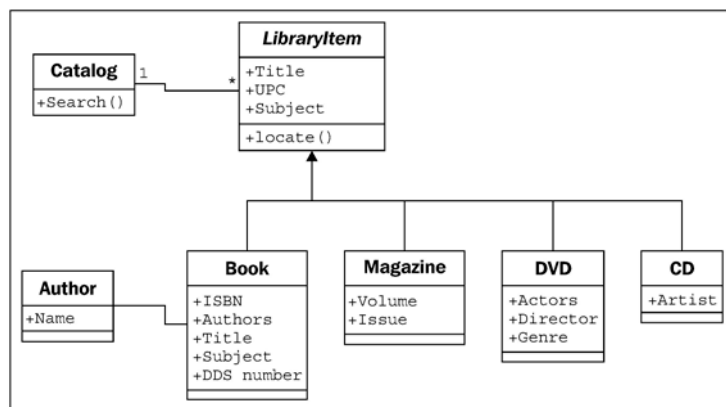 LibraryItem
+Title
+UPC
+Subject
+locate()
Catalog
+Search()
1
*
Author
+Name
Book
+ISBN
+Authors
+Title
+Subject
+DDS number
Magazine
+Volume
+Issue
DVD
+Actors
+Director
+Genre
CD
+Artist